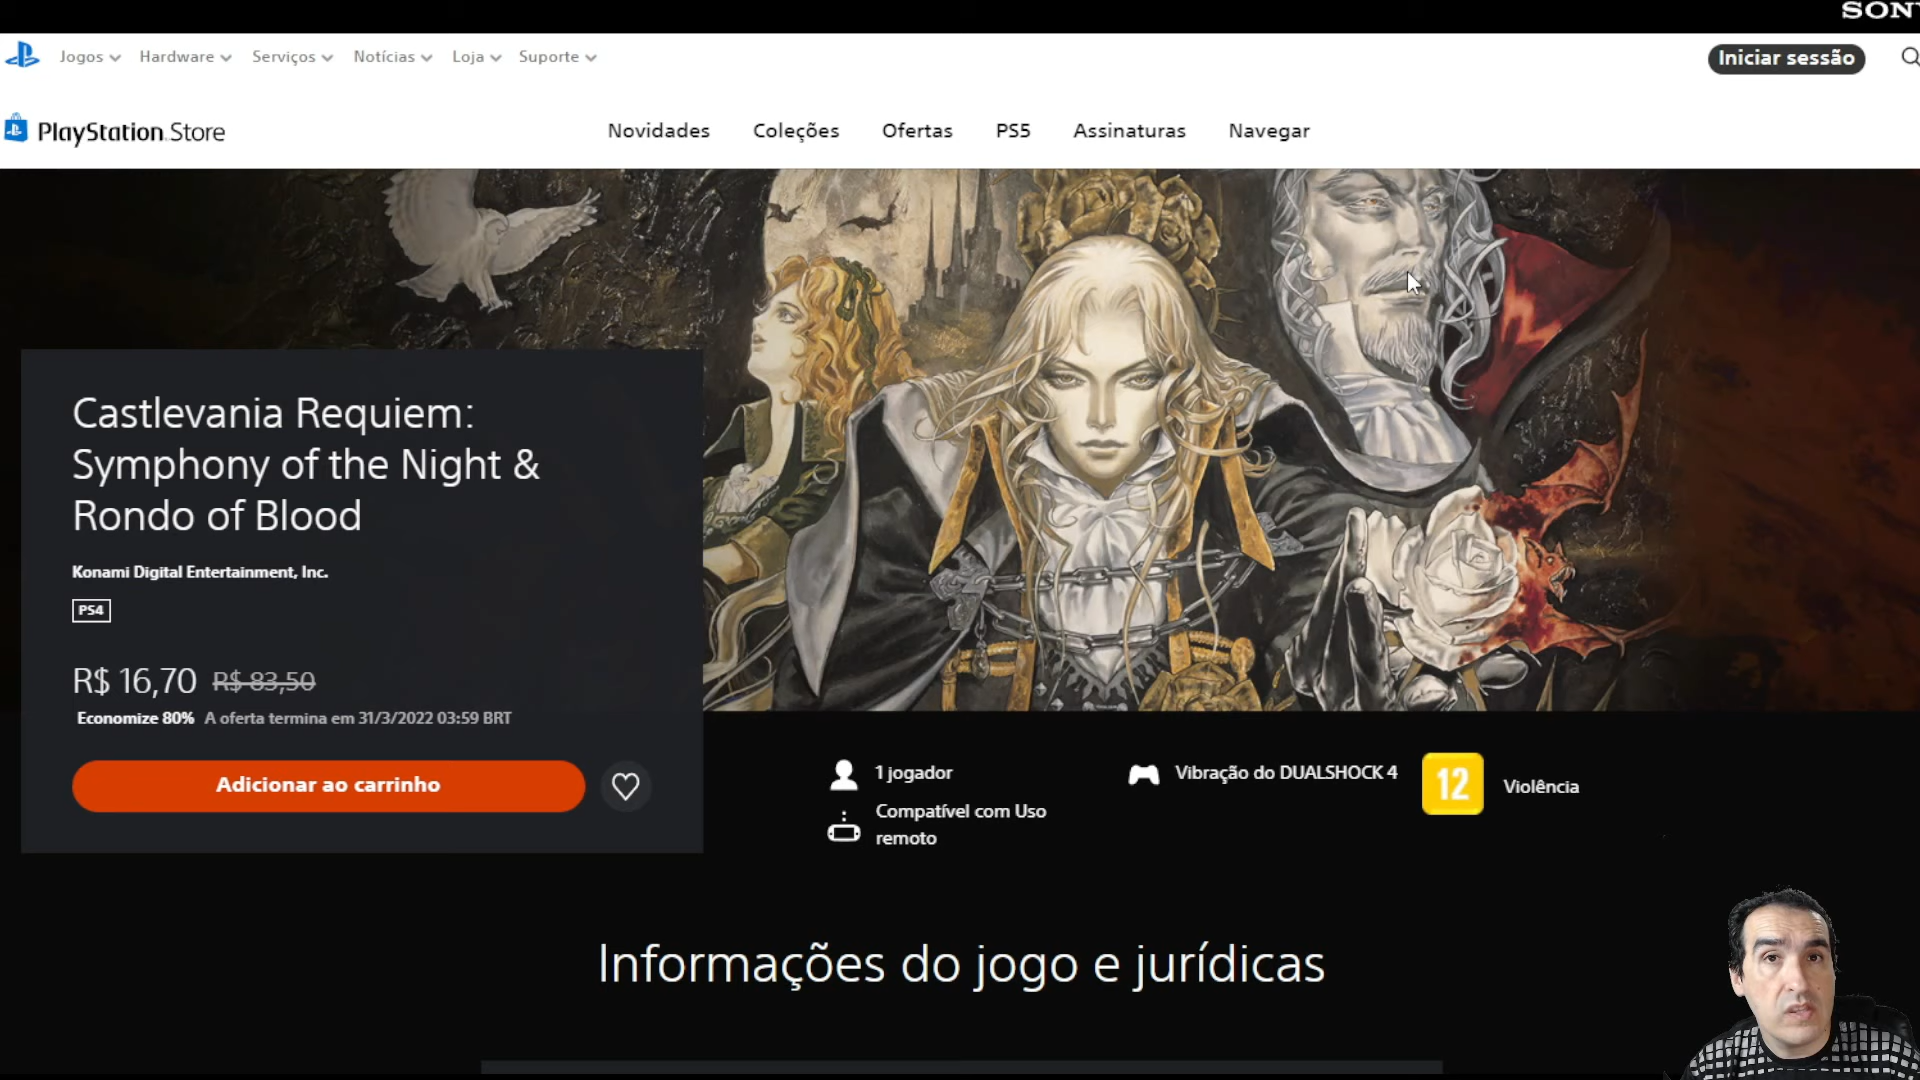 SONY
Jogos Hardware Serviços Notícias Loja Suporte
Iniciar sessão
PlayStation Store
Novidades Coleções Ofertas PS5 Assinaturas Navegar
Castlevania Requiem:
Symphony of the Night &
Rondo of Blood
Konami Digital Entertainment, Inc.
PS4
R$ 16,70 R$ 83,50
Economize 80% A oferta termina em 31/3/2022 03:59 BRT
Adicionar ao carrinho
1 jogador
Compatível com Uso
remoto
Vibração do DUALSHOCK 4
12
Violência
Informações do jogo e jurídicas